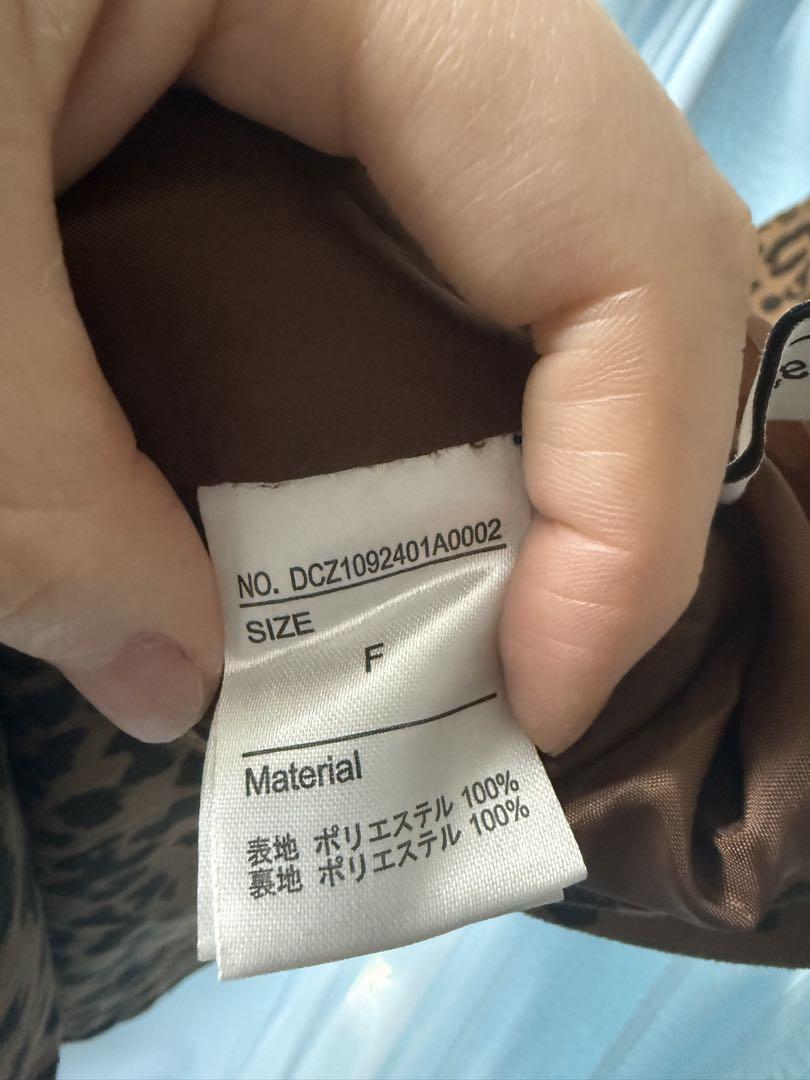 NO. DCZ1092401A0002
SIZE
F
Material
表地 ポリエステル 100%
裏地 ポリエステル 100%